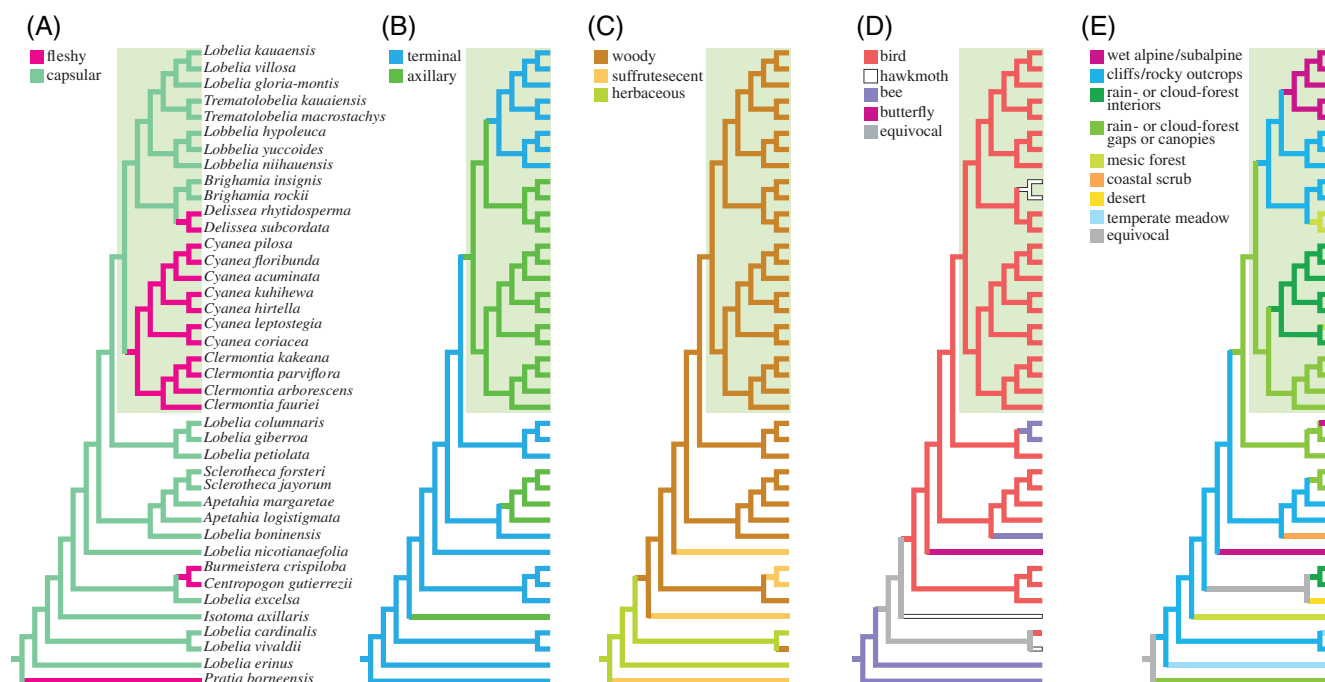 (A)
fleshy
capsular
Lobelia kauaensis
Lobelia villosa
Lobelia gloria-montis
Trematolobelia kauaiensis
Trematolobelia macrostachys
Lobbelia hypoleuca
Lobbelia yuccoides
Lobbelia niihauensis
Brighamia insignis
Brighamia rockii
Delissea rhytidosperma
Delissea subcordata
Cyanea pilosa
Cyanea floribunda
Cyanea acuminata
Cyanea kuhihewa
Cyanea hirtella
Cyanea leptostegia
Cyanea coriacea
Clermontia kakeana
Clermontia parviflora
Clermontia arborescens
Clermontia fauriei
Lobelia columnaris
Lobelia giberroa
Lobelia petiolata
Sclerotheca forsteri
Sclerotheca jayorum
Apetahia margaretae
Apetahia logistigmata
Lobelia boninensis
Lobelia nicotianaefolia
Burmeistera crispiloba
Centropogon gutierrezii
Lobelia excelsa
Isotoma axillaris
Lobelia cardinalis
Lobelia vivaldii
Lobelia erinus
Pratia borneensis
(B)
terminal
axillary
(C)
woody
suffrutesecent
herbaceous
(D)
bird
hawkmoth
bee
butterfly
equivocal
(E)
wet alpine/subalpine
cliffs/rocky outcrops
rain- or cloud-forest
interiors
rain- or cloud-forest
gaps or canopies
mesic forest
coastal scrub
desert
temperate meadow
equivocal